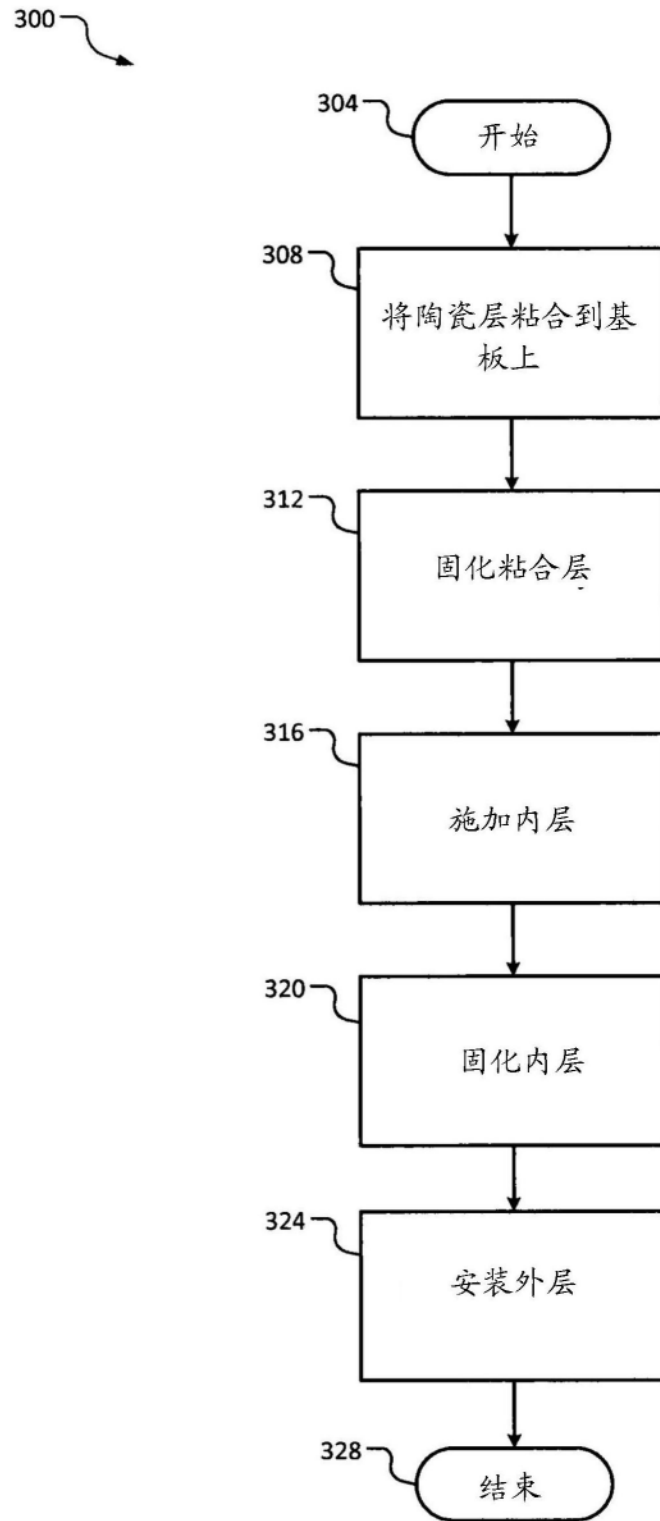 300
304
开始
308
将陶瓷层粘合到基
板上
312
固化粘合层
316
施加内层
320
固化内层
324
安装外层
328
结束